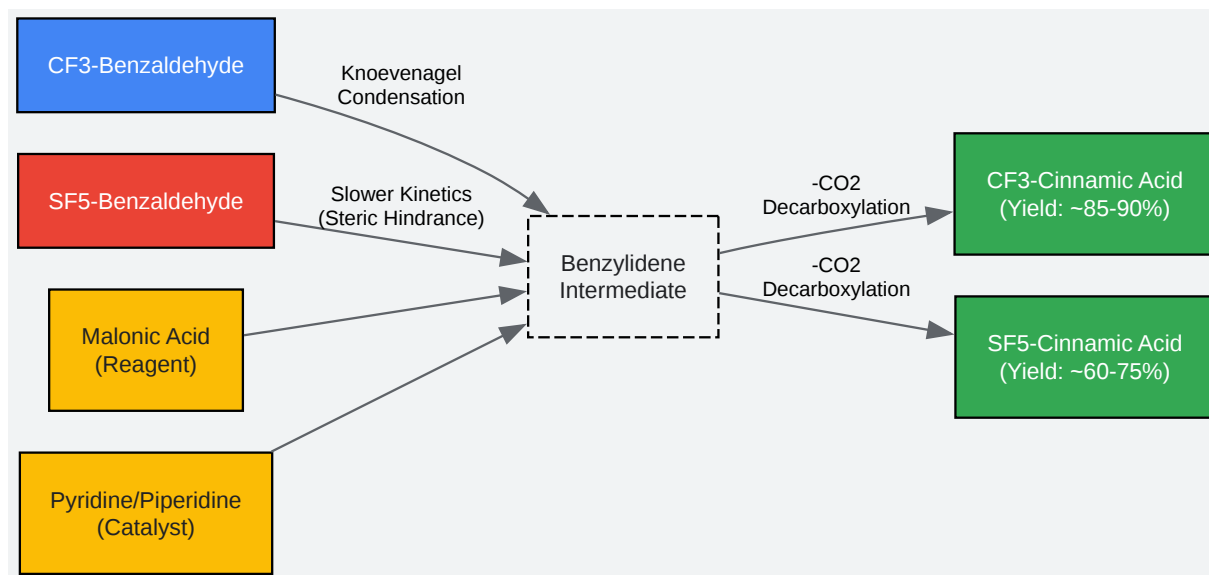 CF3-Benzaldehyde
Knoevenagel
Condensation
SF5-Benzaldehyde
Slower Kinetics
(Steric Hindrance)
Malonic Acid
(Reagent)
Pyridine/Piperidine
(Catalyst)
Benzylidene
Intermediate
-CO2
Decarboxylation
CF3-Cinnamic Acid
(Yield: ~85-90%)
-CO2
Decarboxylation
SF5-Cinnamic Acid
(Yield: ~60-75%)